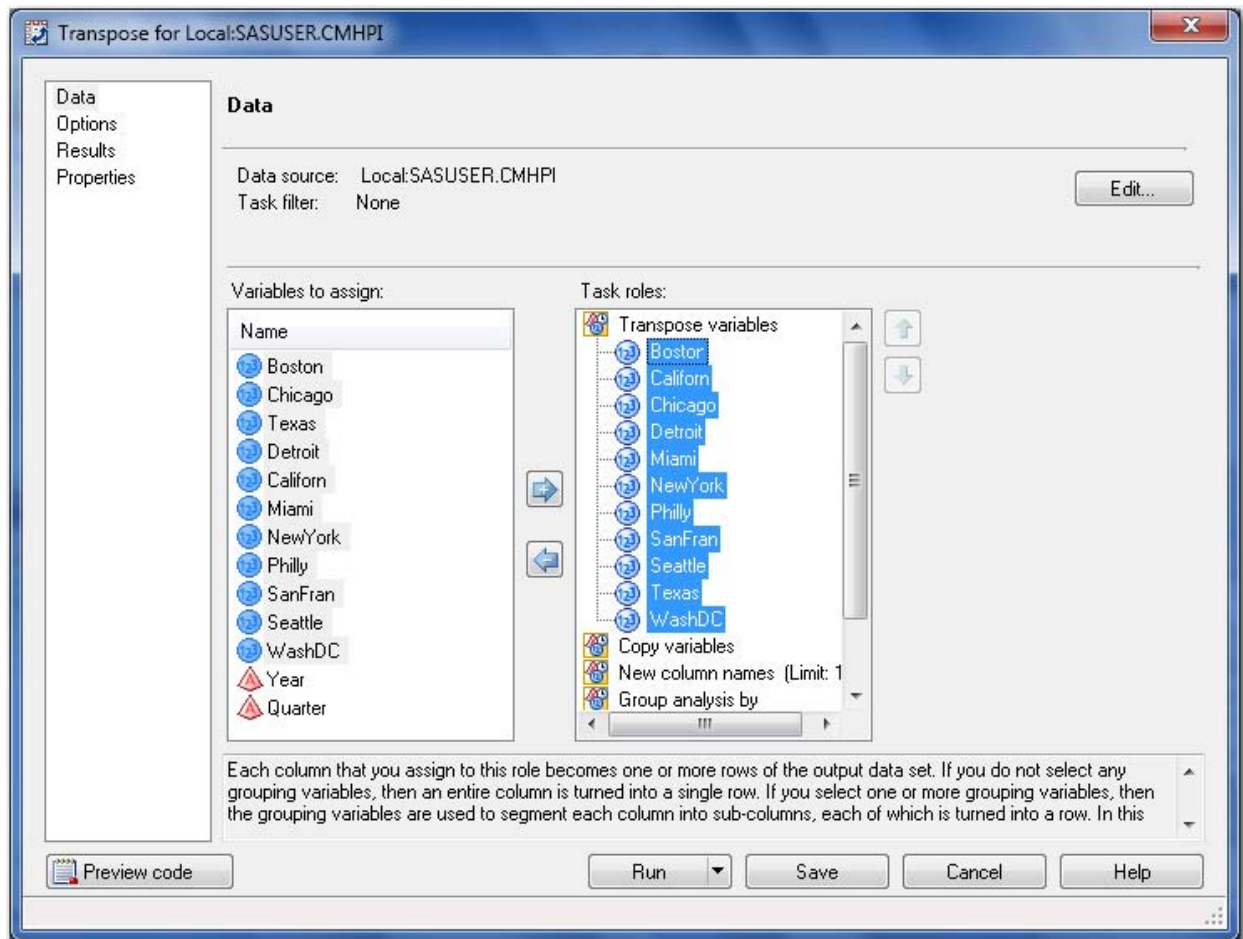 Transpose for Local:SASUSER.CMHPI
Data
Options
Results
Properties
Data
Data source: Local:SASUSER.CMHPI
Task filter: None
Edit...
Variables to assign:
Name
Boston
Chicago
Texas
Detroit
Californ
Miami
NewYork
Philly
SanFran
Seattle
WashDC
Year
Quarter
Task roles:
Transpose variables
Boston
Californ
Chicago
Detroit
Miami
NewYork
Philly
SanFran
Seattle
Texas
WashDC
Copy variables
New column names (Limit: 1
Group analysis by
Each column that you assign to this role becomes one or more rows of the output data set. If you do not select any
grouping variables, then an entire column is turned into a single row. If you select one or more grouping variables, then
the grouping variables are used to segment each column into sub-columns, each of which is turned into a row. In this
Preview code
Run
Save
Cancel
Help